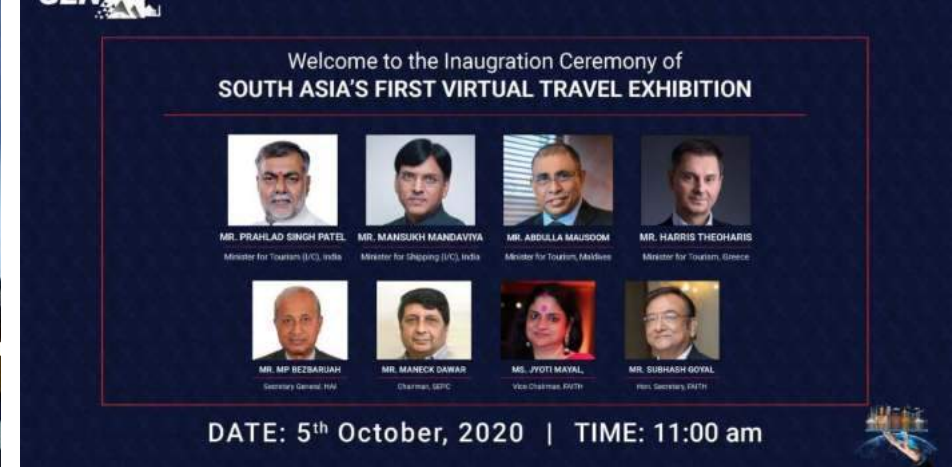 Welcome to the Inaugration Ceremony of
SOUTH ASIA'S FIRST VIRTUAL TRAVEL EXHIBITION
MR. PRAHLAD SINGH PATEL
Minister for Tourism (I/C), India
MR. MANSUKH MANDAVIYA
Minister for Shipping (I/C), India
MR. ABDULLA MAUSOOM
Minister for Tourism, Maldives
MR. HARRIS THEOHARIS
Minister for Tourism, Greece
MR. MP BEZBARUAH
Secretary General, HAI
MR. MANECK DAWAR
Chairman, SEPC
MS. JYOTI MAYAL,
Vice Chairman, FAITH
MR. SUBHASH GOYAL
Hon. Secretary, FAITH
DATE: 5th October, 2020 | TIME: 11:00 am